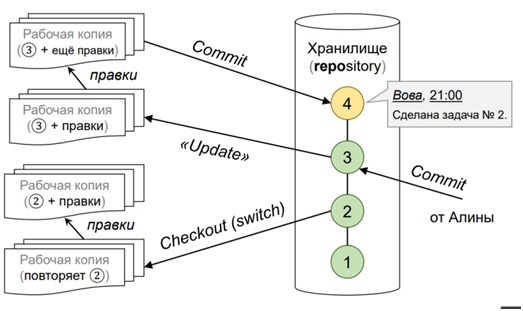 Рабочая копия
(③ + ещё правки)
правки
Рабочая копия
(③ + правки)
Рабочая копия
(② + правки)
правки
Рабочая копия
(повторяет ②)
Commit
«Update»
Checkout (switch)
Хранилище
(repository)
4
3
2
1
Вова, 21:00
Сделана задача № 2.
Commit
от Алины